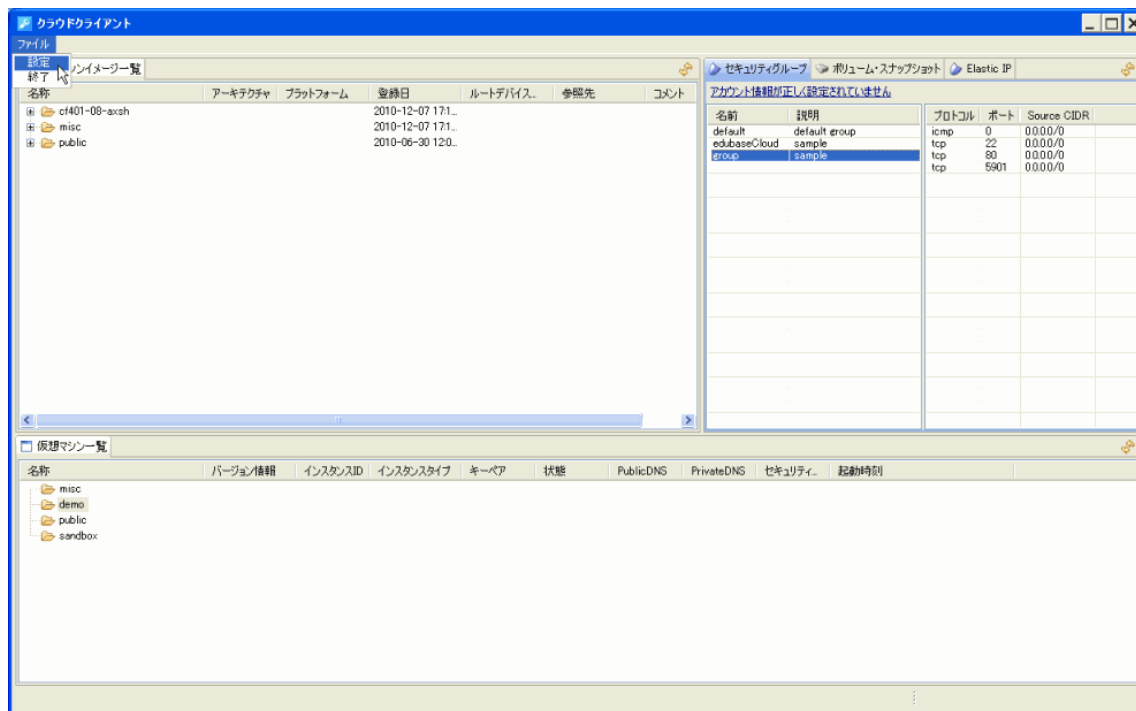 クラウドクライアント
ファイル
設定
終了
ンイメージ一覧
名称 アーキテクチャ プラットフォーム 登録日 ルートデバイス... 参照先 コメント
cf401-08-axsh 2010-12-07 17:1...
misc 2010-12-07 17:1...
public 2010-06-30 12:0...
セキュリティグループ ボリューム・スナップショット Elastic IP
アカウント情報が正しく設定されていません
名前 説明
default default group
edubaseCloud sample
group sample
プロトコル ポート Source CIDR
icmp 0 0.0.0.0/0
tcp 22 0.0.0.0/0
tcp 80 0.0.0.0/0
tcp 5901 0.0.0.0/0
仮想マシン一覧
名称 バージョン情報 インスタンスID インスタンスタイプ キーペア 状態 PublicDNS PrivateDNS セキュリティ... 起動時刻
misc
demo
public
sandbox